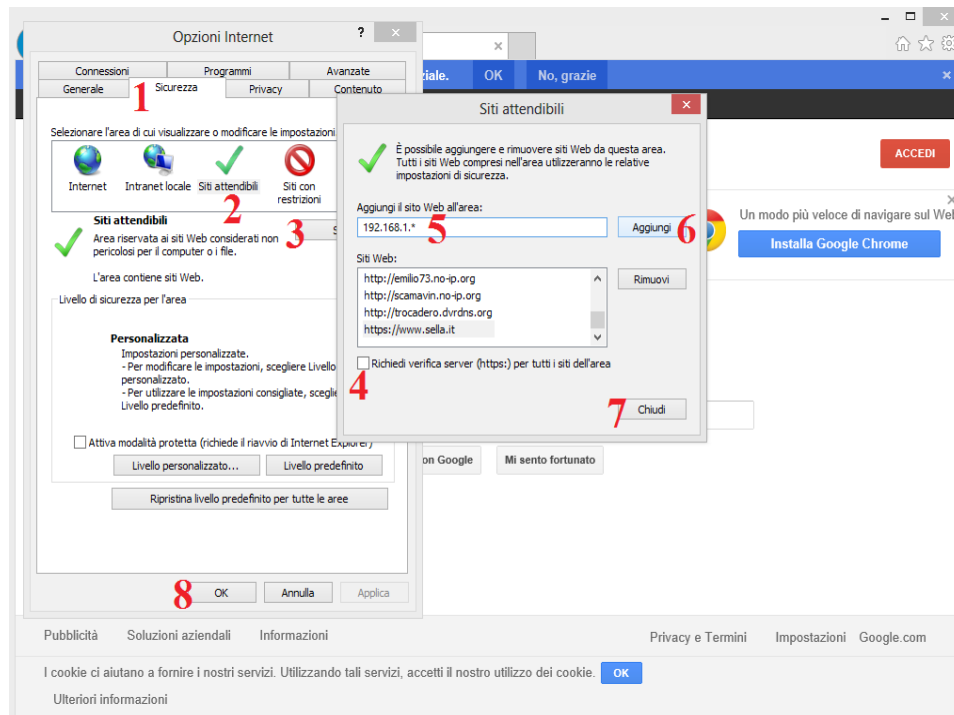 Opzioni Internet
?
Connessioni Programmi Avanzate
Generale Sicurezza Privacy Contenuto
1
Selezionare l'area di cui visualizzare o modificare le impostazioni.
Internet Intranet locale Siti attendibili Siti con
restrizioni
2
Siti attendibili
3
S
Area riservata ai siti Web considerati non
pericolosi per il computer o i file.
L'area contiene siti Web.
Livello di sicurezza per l'area
Personalizzata
Impostazioni personalizzate.
- Per modificare le impostazioni, scegliere Livello
personalizzato.
- Per utilizzare le impostazioni consigliate, scegli
Livello predefinito.
Attiva modalità protetta (richiede il riavvio di Internet Explorer)
Livello personalizzato... Livello predefinito
Ripristina livello predefinito per tutte le aree
8 OK Annulla Applica
Siti attendibili
È possibile aggiungere e rimuovere siti Web da questa area.
Tutti i siti Web compresi nell'area utilizzeranno le relative
impostazioni di sicurezza.
Aggiungi il sito Web all'area:
192.168.1.* 5 Aggiungi 6
Siti Web:
http://emilio73.no-ip.org Rimuovi
http://scamavin.no-ip.org
http://trocadero.dvrdns.org
https://www.sella.it
Richiedi verifica server (https:) per tutti i siti dell'area
4
7 Chiudi
ziale. OK No, grazie
ACCEDI
Un modo più veloce di navigare sul Web
Installa Google Chrome
on Google Mi sento fortunato
Pubblicità Soluzioni aziendali Informazioni Privacy e Termini Impostazioni Google.com
I cookie ci aiutano a fornire i nostri servizi. Utilizzando tali servizi, accetti il nostro utilizzo dei cookie. OK
Ulteriori informazioni